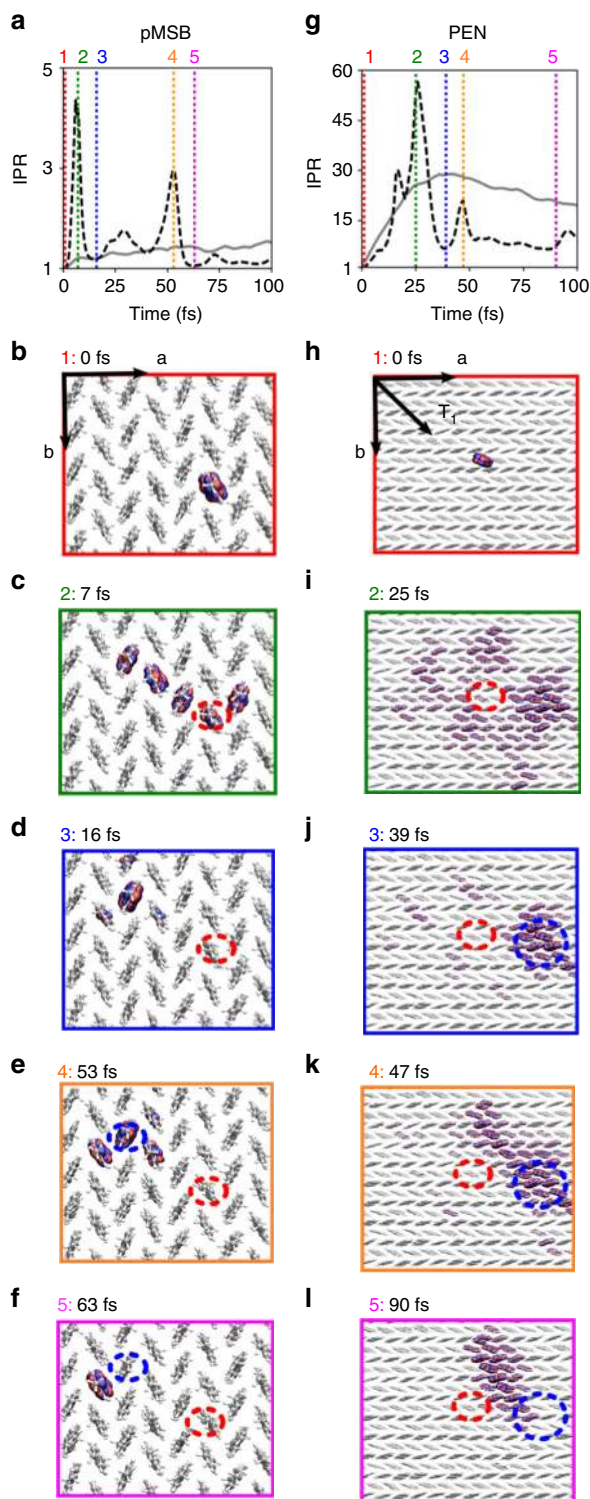 a
pMSB
1 2 3 4 5
5
3
1
IPR
0 25 50 75 100
Time (fs)
b
1: 0 fs a
b
c
2: 7 fs
d
3: 16 fs
e
4: 53 fs
f
5: 63 fs
g
PEN
1 2 3 4 5
60
45
30
15
1
IPR
0 25 50 75 100
Time (fs)
h
1: 0 fs a
T1
b
i
2: 25 fs
j
3: 39 fs
k
4: 47 fs
l
5: 90 fs